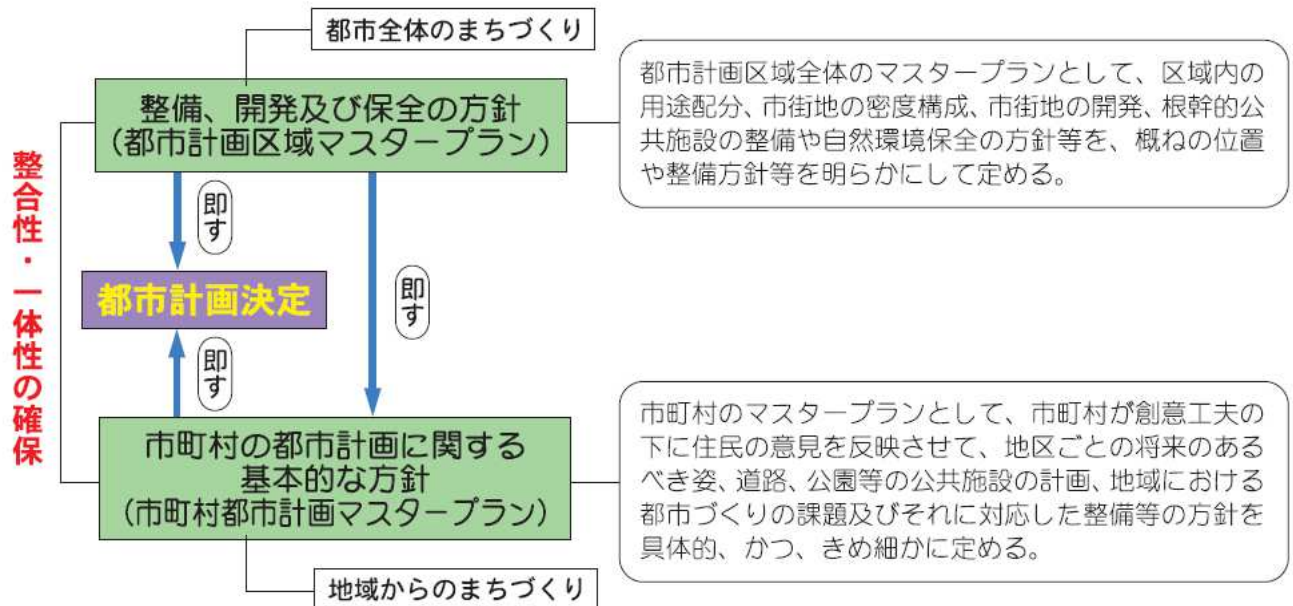 都市全体のまちづくり
整備、開発及び保全の方針
(都市計画区域マスタープラン)
都市計画区域全体のマスタープランとして、区域内の
用途配分、市街地の密度構成、市街地の開発、根幹的公
共施設の整備や自然環境保全の方針等を、概ねの位置
や整備方針等を明らかにして定める。
整合性・一体性の確保
即す
都市計画決定
即す
即す
市町村の都市計画に関する
基本的な方針
(市町村都市計画マスタープラン)
市町村のマスタープランとして、市町村が創意工夫の
下に住民の意見を反映させて、地区ごとの将来のある
べき姿、道路、公園等の公共施設の計画、地域における
都市づくりの課題及びそれに対応した整備等の方針を
具体的、かつ、きめ細かに定める。
地域からのまちづくり